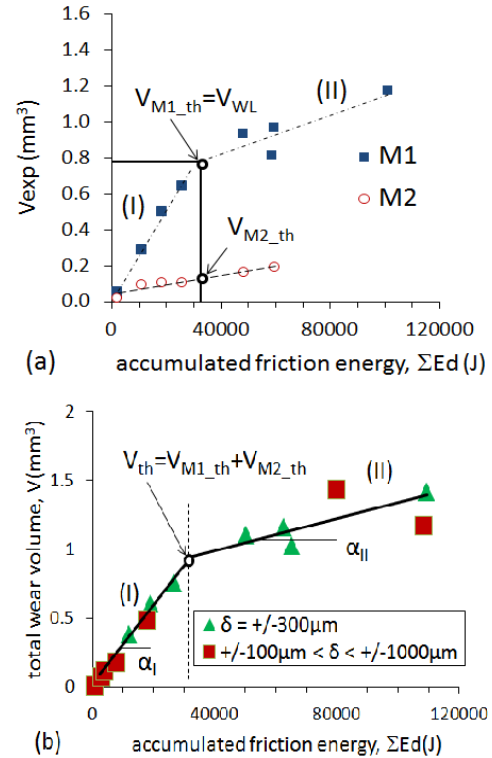 1.6
1.4
1.2
1.0
0.8
0.6
0.4
0.2
0.0
Vexp (mm³)
V_M1_th=V_WL
(I)
(II)
M1
M2
V_M2_th
0 40000 80000 120000
(a) accumulated friction energy, ΣEd (J)
2
1.5
1
0.5
0
total wear volume, V(mm³)
V_th=V_M1_th+V_M2_th
(I)
α_I
(II)
α_II
δ = +/-300μm
+/-100μm < δ < +/-1000μm
0 40000 80000 120000
(b) accumulated friction energy, ΣEd(J)